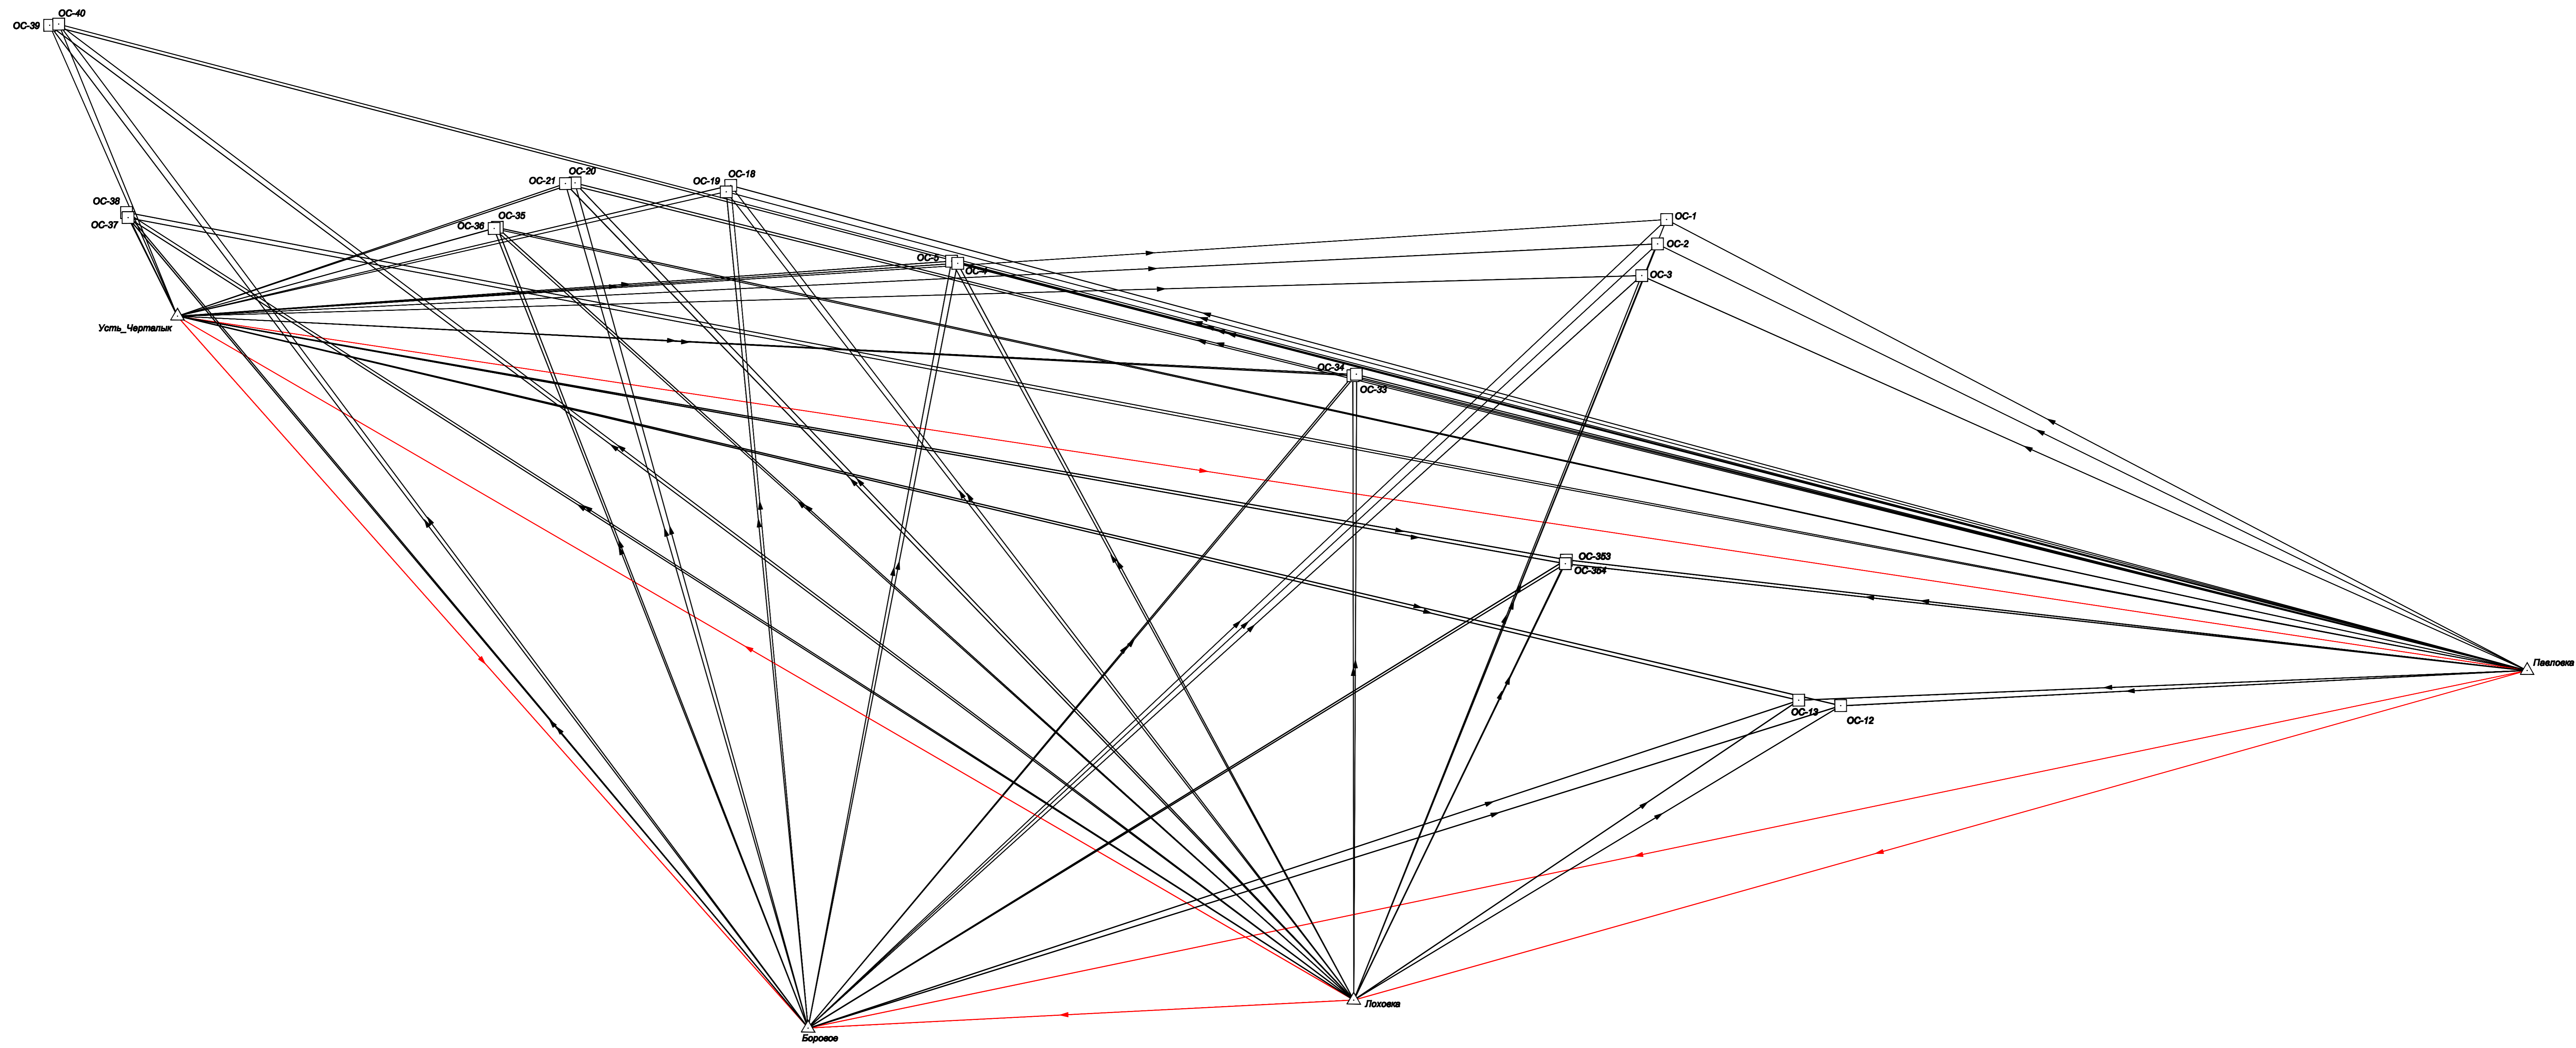 ОС-40
ОС-39
ОС-20
ОС-21
ОС-18
ОС-19
ОС-38
ОС-37
ОС-35
ОС-36
ОС-1
ОС-2
ОС-5
ОС-4
ОС-3
Усть_Черталык
ОС-34
ОС-33
ОС-353
ОС-354
Павловка
ОС-13
ОС-12
Лоховка
Боровое